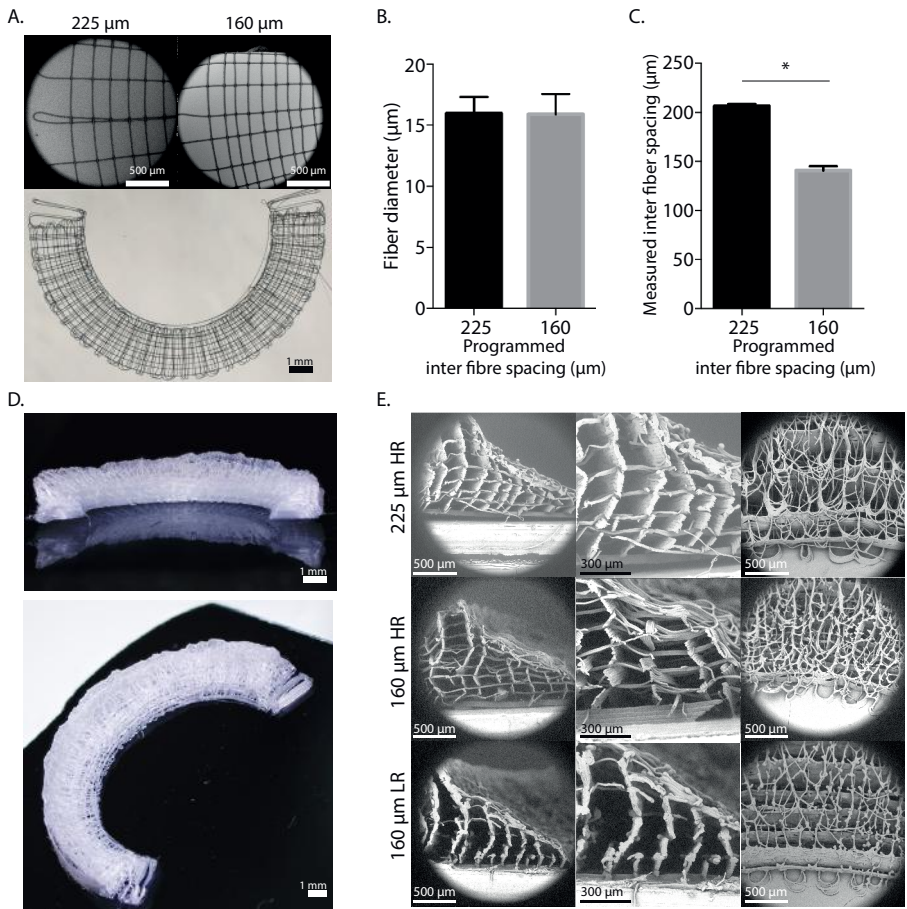 A.
225 μm
160 μm
500 μm
500 μm
1 mm
B.
Fiber diameter (μm)
20
15
10
5
0
225
160
Programmed
inter fibre spacing (μm)
C.
Measured inter fiber spacing (μm)
250
200
150
100
50
0
*
225
160
Programmed
inter fibre spacing (μm)
D.
1 mm
1 mm
E.
225 μm HR
500 μm
300 μm
500 μm
160 μm HR
500 μm
300 μm
500 μm
160 μm LR
500 μm
300 μm
500 μm